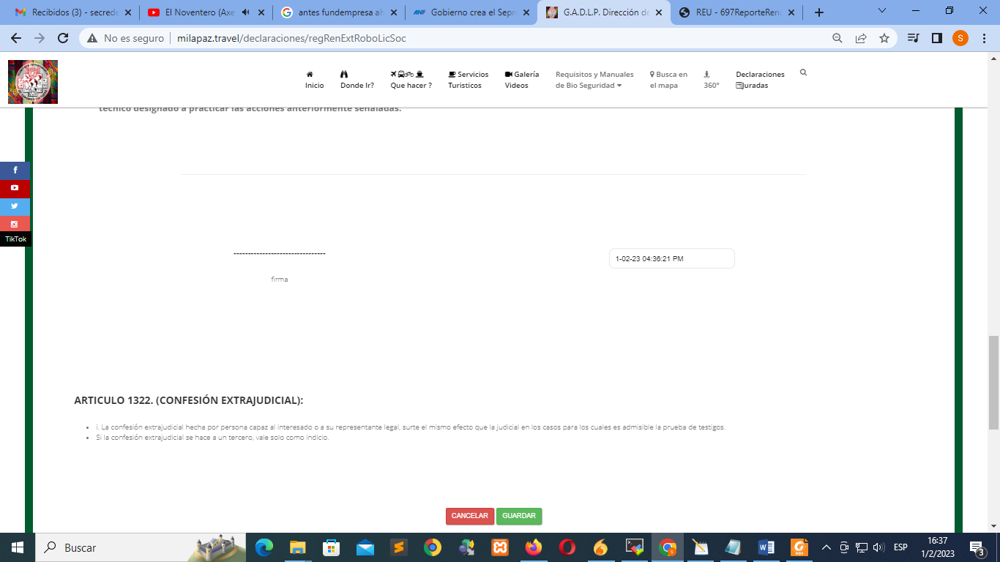 Recibidos (3) - secrede
El Noventero (Axe
antes fundempresa ah
ANF Gobierno crea el Sepr
G.A.D.L.P. Dirección de
REU - 697ReporteReno
No es seguro milapaz.travel/declaraciones/regRenExtRoboLicSoc
S
Inicio
Donde Ir?
Que hacer ?
Servicios
Turisticos
Galería
Videos
Requisitos y Manuales
de Bio Seguridad
Busca en
el mapa
360°
Declaraciones
Juradas
técnico designado a practicar las acciones anteriormente señaladas.
TikTok
--------------------------------
firma
1-02-23 04:36:21 PM
ARTICULO 1322. (CONFESIÓN EXTRAJUDICIAL):
i. La confesión extrajudicial hecha por persona capaz al interesado o a su representante legal, surte el mismo efecto que la judicial en los casos para los cuales es admisible la prueba de testigos.
Si la confesión extrajudicial se hace a un tercero, vale solo como indicio.
CANCELAR GUARDAR
Buscar
ESP
16:37
1/2/2023
3